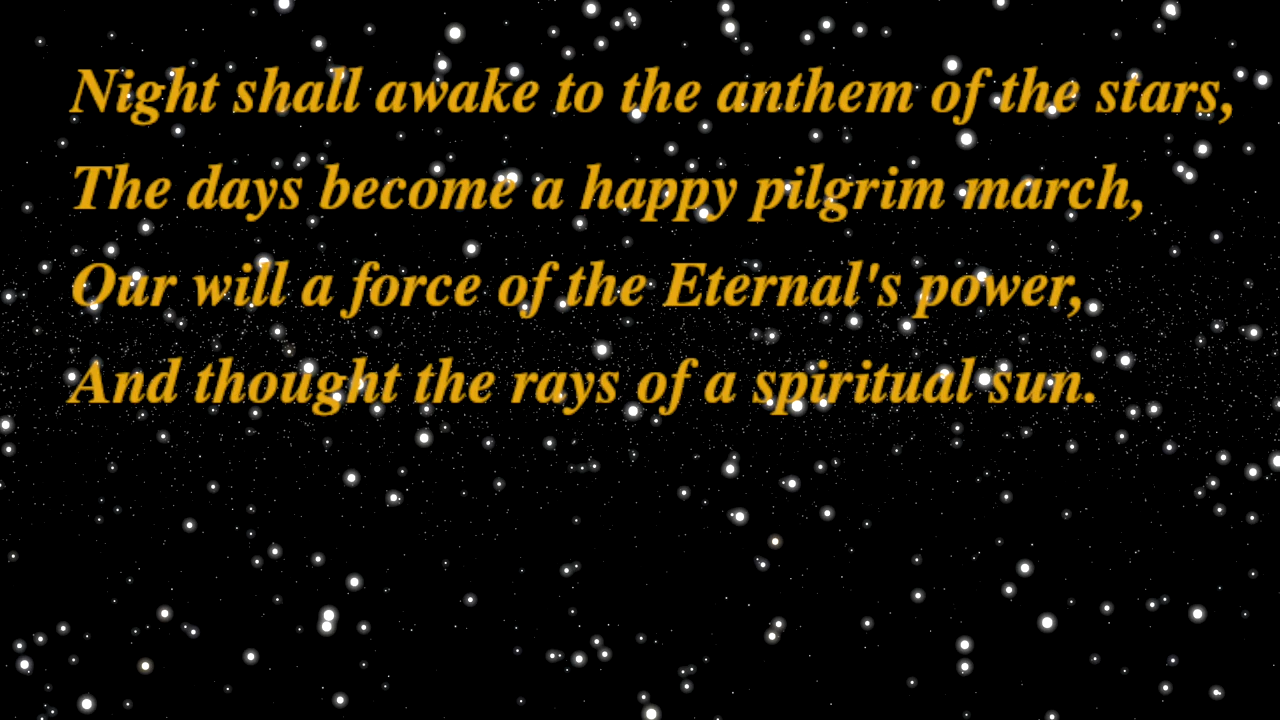 Night shall awake to the anthem of the stars,
The days become a happy pilgrim march,
Our will a force of the Eternal's power,
And thought the rays of a spiritual sun.